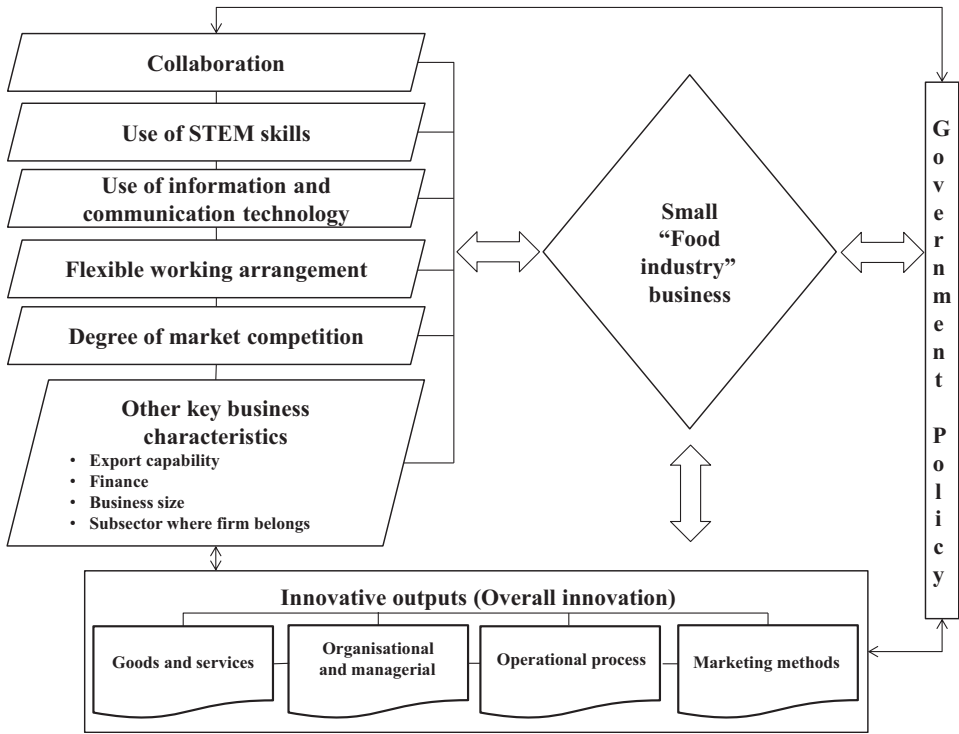 Collaboration
Use of STEM skills
Use of information and
communication technology
Flexible working arrangement
Degree of market competition
Other key business
characteristics
• Export capability
• Finance
• Business size
• Subsector where firm belongs
Small
“Food
industry”
business
Government Policy
Innovative outputs (Overall innovation)
Goods and services
Organisational
and managerial
Operational process
Marketing methods